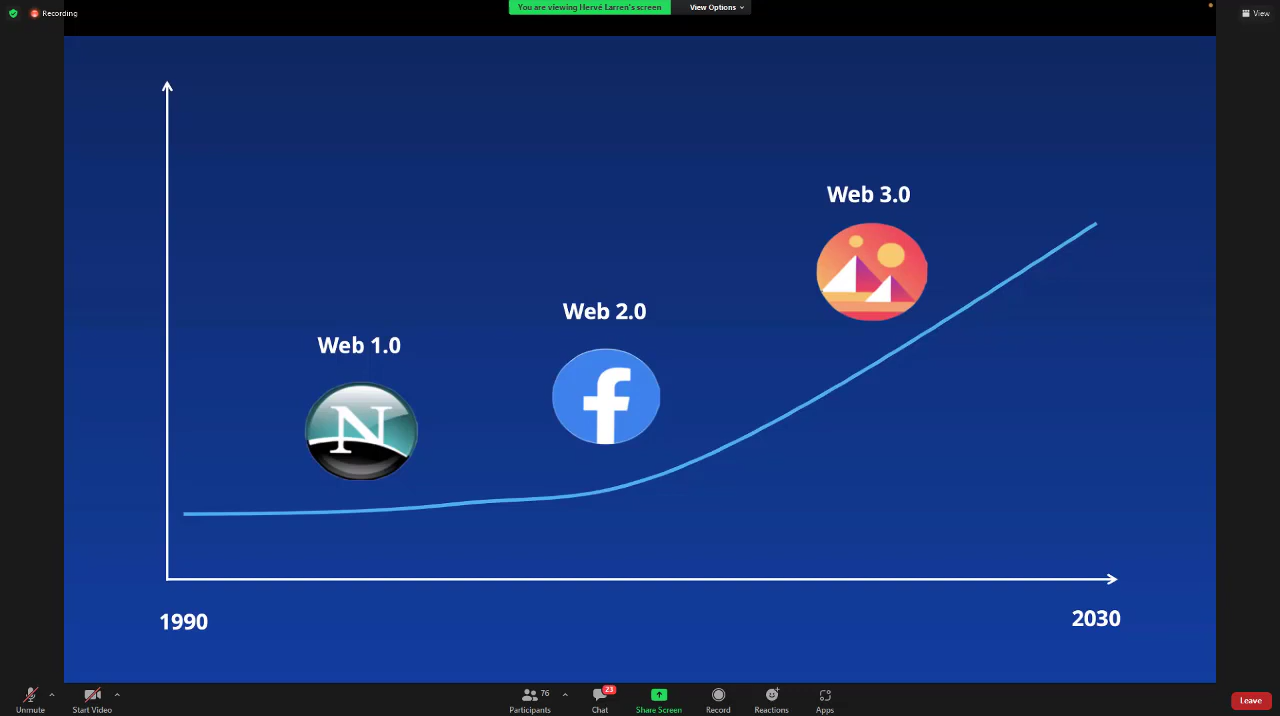 Recording
You are viewing Hervé Larren's screen
View Options
View
Web 3.0
Web 2.0
Web 1.0
N
f
1990
2030
Unmute
Start Video
Participants
76
Chat
23
Share Screen
Record
Reactions
Apps
Leave